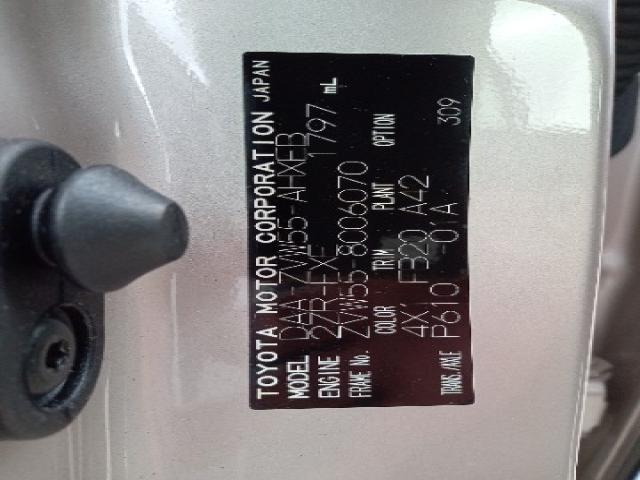 TOYOTA MOTOR CORPORATION JAPAN
MODEL DAA-ZVW55-AHXEB
ENGINE 2ZR-FXE 1797 mL
FRAME No. ZVW55-8006070
COLOR TRIM PLANT OPTION
4X7 FB20 A42
TRANS./AXLE P610 -01A 309